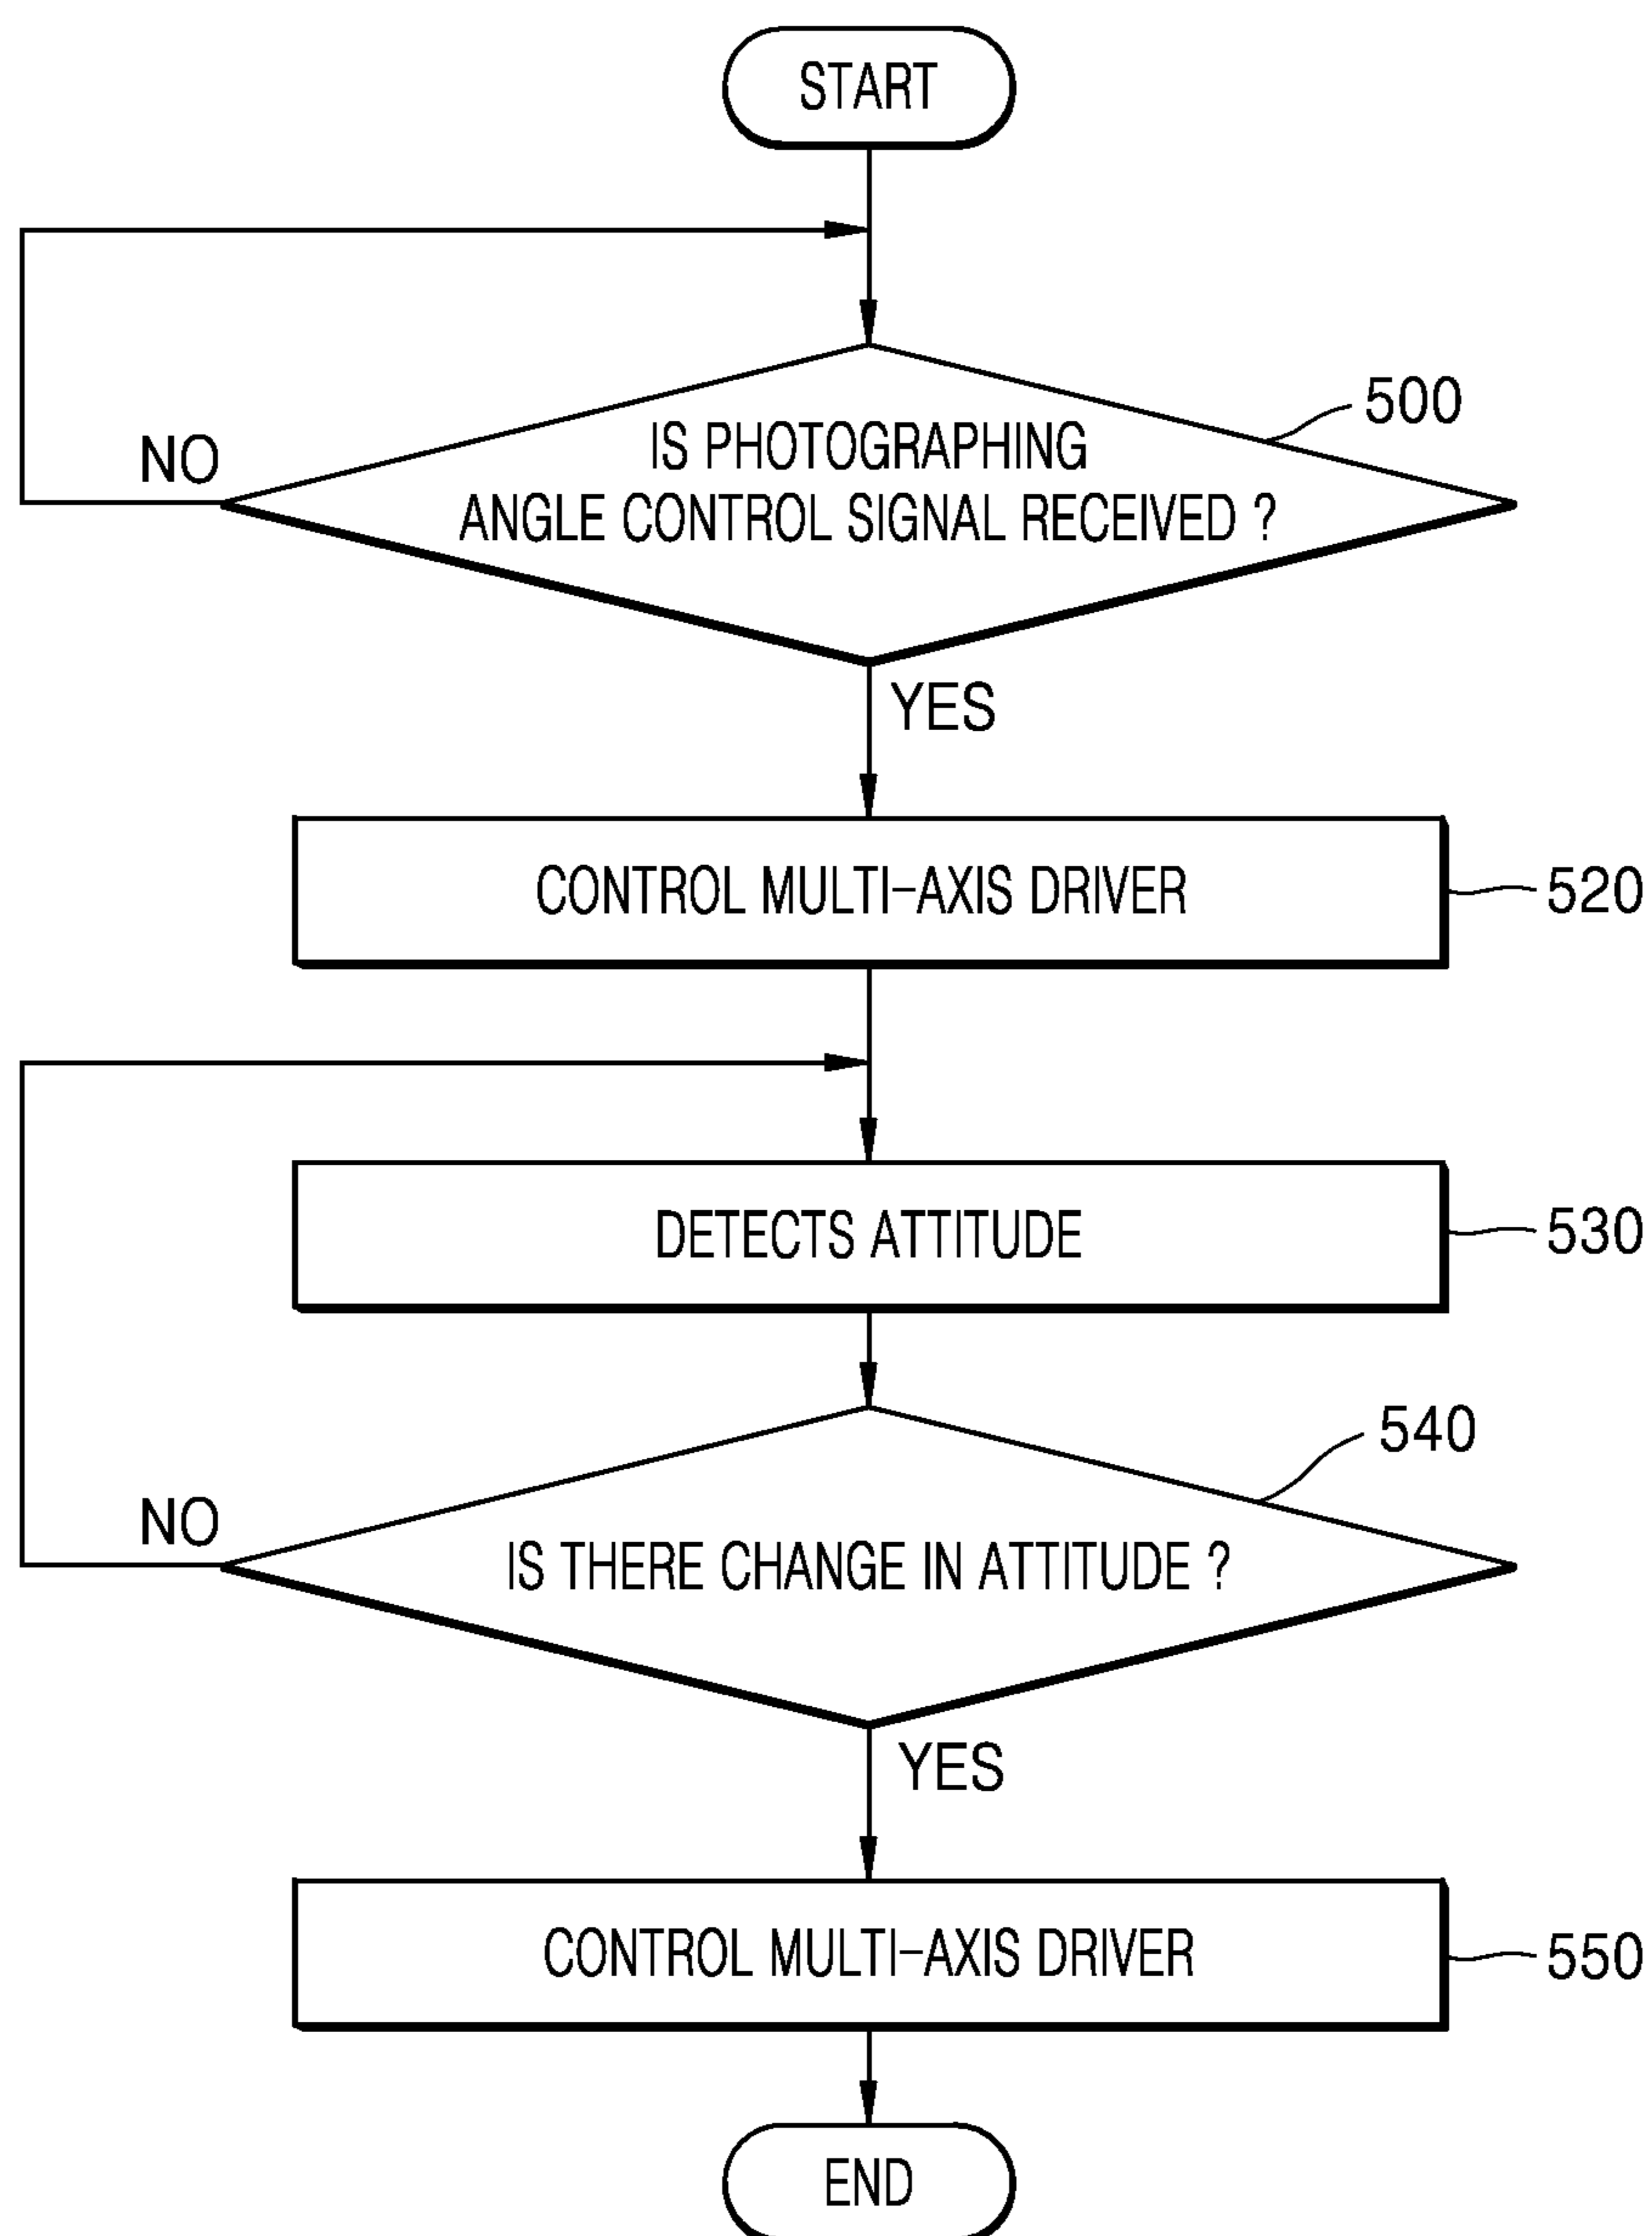 START
500
IS PHOTOGRAPHING
ANGLE CONTROL SIGNAL RECEIVED ?
NO
YES
CONTROL MULTI-AXIS DRIVER
520
DETECTS ATTITUDE
530
540
IS THERE CHANGE IN ATTITUDE ?
NO
YES
CONTROL MULTI-AXIS DRIVER
550
END